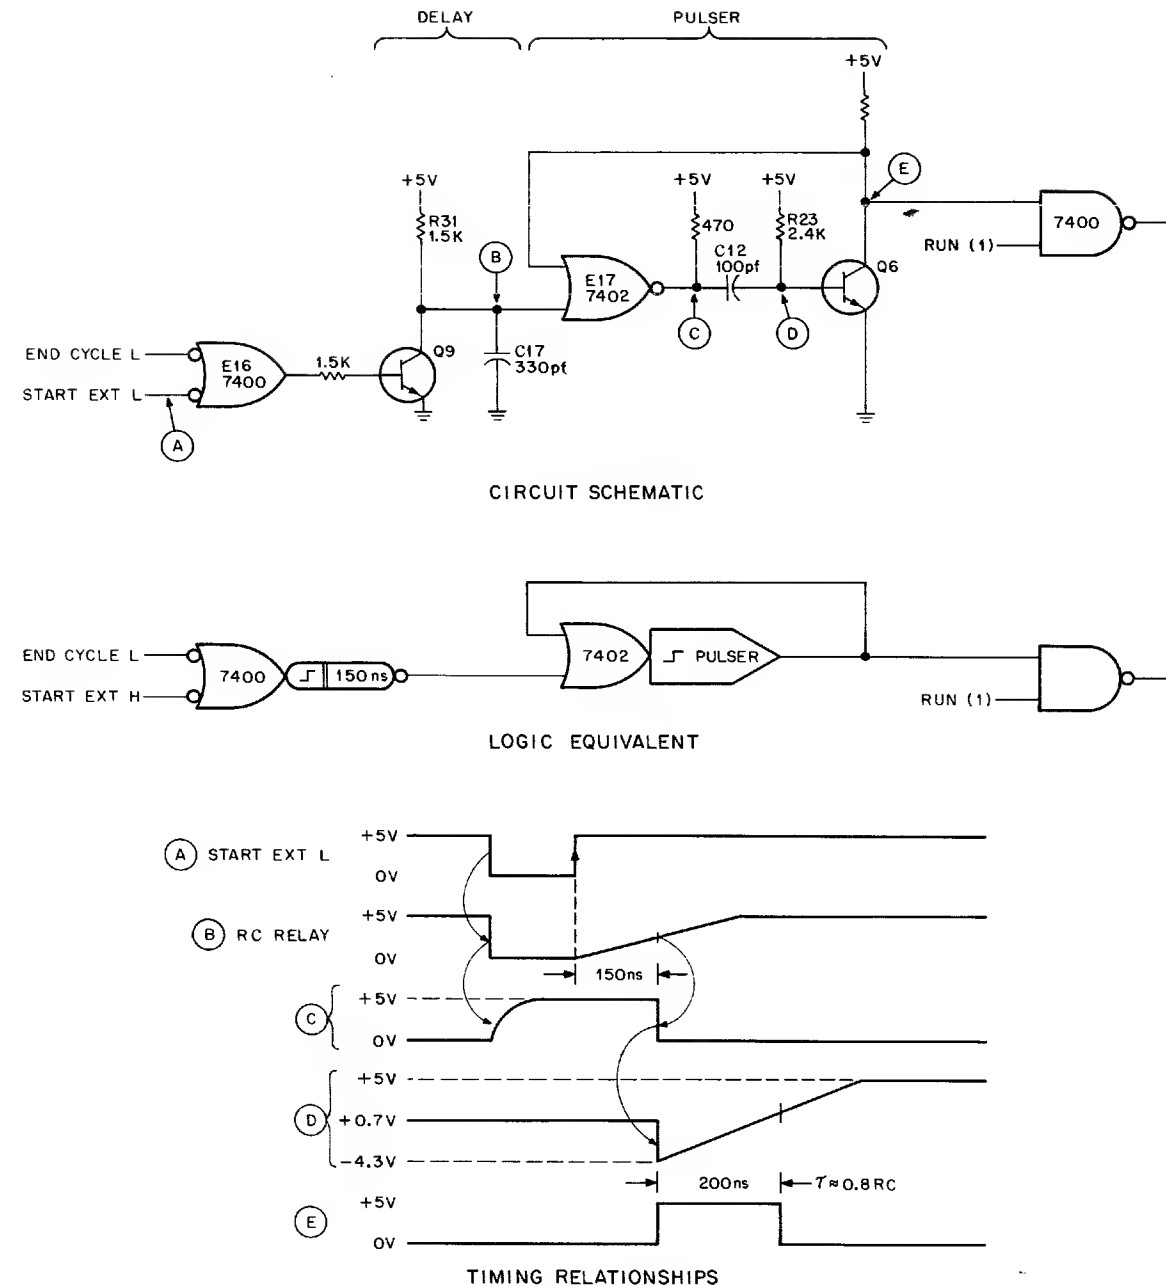 DELAY
PULSER
+5V
+5V
+5V
+5V
E
R31
1.5K
470
R23
2.4K
7400
B
C12
100pf
RUN (1)
E17
7402
Q6
C
D
END CYCLE L
E16
7400
1.5K
Q9
C17
330pf
START EXT L
A
CIRCUIT SCHEMATIC
END CYCLE L
7400
150 ns
7402
PULSER
START EXT H
RUN (1)
LOGIC EQUIVALENT
A START EXT L
+5V
0V
B RC RELAY
+5V
0V
150ns
C
+5V
0V
D
+5V
+0.7V
-4.3V
200ns
τ≈0.8RC
E
+5V
0V
TIMING RELATIONSHIPS